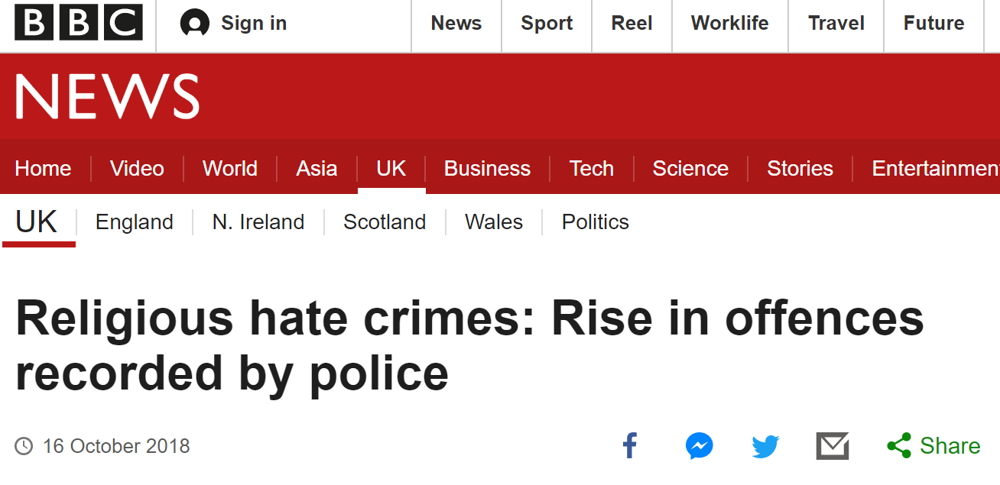 BBC Sign in News Sport Reel Worklife Travel Future
NEWS
Home Video World Asia UK Business Tech Science Stories Entertainmen
UK England N. Ireland Scotland Wales Politics
Religious hate crimes: Rise in offences
recorded by police
16 October 2018 Share